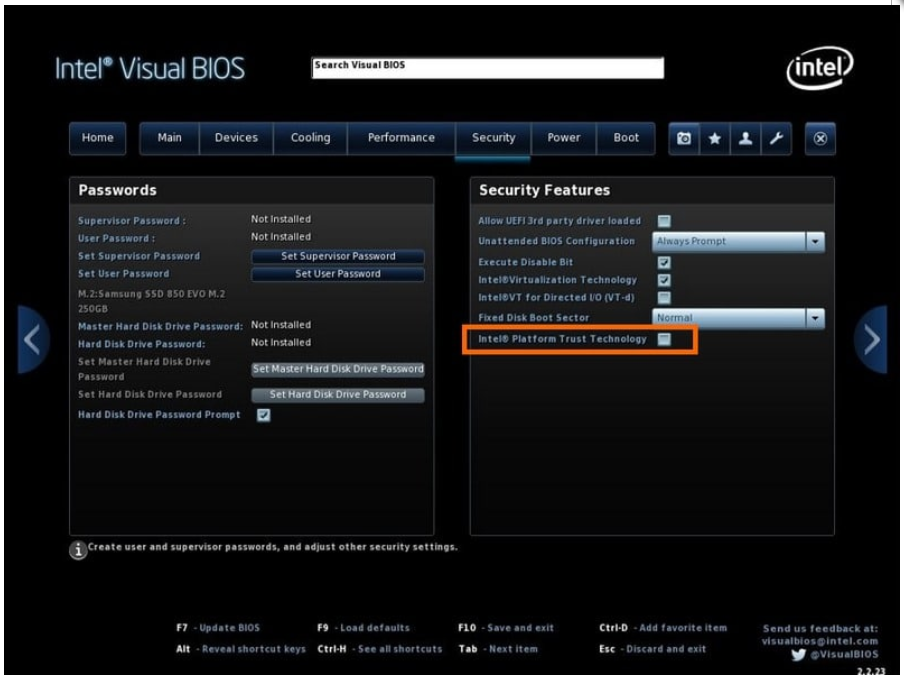 Intel® Visual BIOS
Search Visual BIOS
intel
Home Main Devices Cooling Performance Security Power Boot
Passwords
Supervisor Password : Not Installed
User Password : Not Installed
Set Supervisor Password Set Supervisor Password
Set User Password Set User Password
M.2:Samsung SSD 850 EVO M.2
250GB
Master Hard Disk Drive Password: Not Installed
Hard Disk Drive Password: Not Installed
Set Master Hard Disk Drive
Password
Set Master Hard Disk Drive Password
Set Hard Disk Drive Password Set Hard Disk Drive Password
Hard Disk Drive Password Prompt
Security Features
Allow UEFI 3rd party driver loaded
Unattended BIOS Configuration Always Prompt
Execute Disable Bit
Intel®Virtualization Technology
Intel®VT for Directed I/O (VT-d)
Fixed Disk Boot Sector Normal
Intel® Platform Trust Technology
Create user and supervisor passwords, and adjust other security settings.
F7 - Update BIOS F9 - Load defaults F10 - Save and exit Ctrl-D - Add favorite item
Alt - Reveal shortcut keys Ctrl-H - See all shortcuts Tab - Next item Esc - Discard and exit
Send us feedback at:
visualbios@intel.com
@VisualBIOS
2.2.23